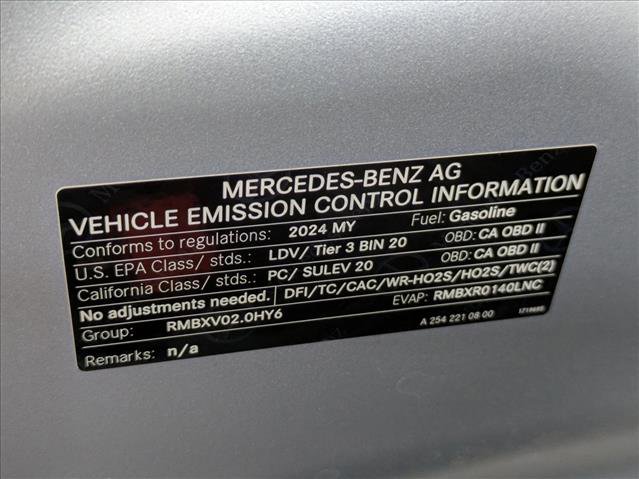 MERCEDES-BENZ AG
VEHICLE EMISSION CONTROL INFORMATION
Conforms to regulations: 2024 MY Fuel: Gasoline
U.S. EPA Class/ stds.: LDV/ Tier 3 BIN 20 OBD: CA OBD II
California Class/ stds.: PC/ SULEV 20 OBD: CA OBD II
No adjustments needed. DFI/TC/CAC/WR-HO2S/HO2S/TWC(2)
Group: RMBXV02.0HY6 EVAP: RMBXR0140LNC
Remarks: n/a A 254 221 08 00